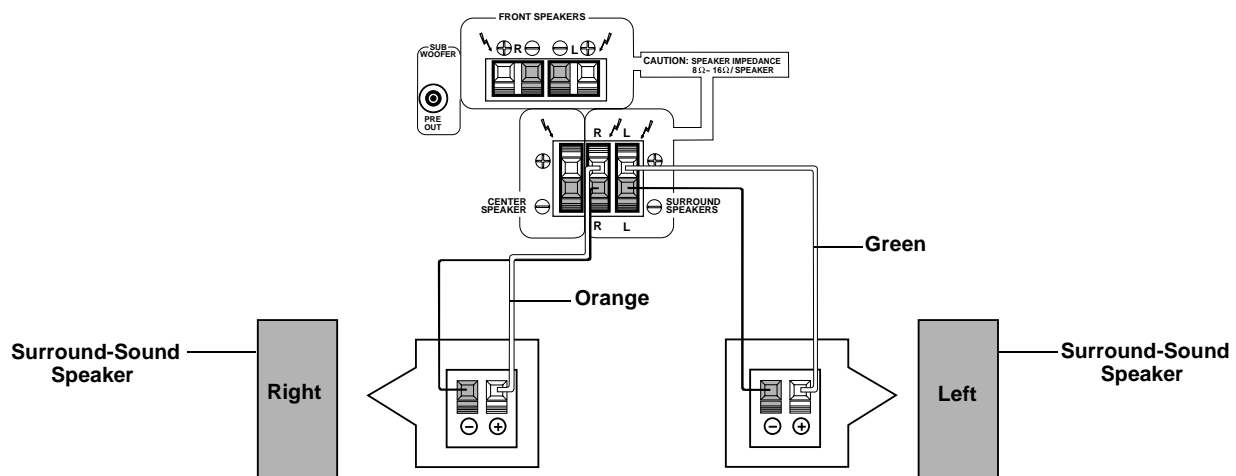 FRONT SPEAKERS
⊕ R ⊖ ⊖ L ⊕
SUB
WOOFER
PRE
OUT
CAUTION: SPEAKER IMPEDANCE
8Ω~ 16Ω/ SPEAKER
R L
⊕ ⊕
CENTER
SPEAKER ⊖
⊖ SURROUND
SPEAKERS
R L
Green
Orange
Surround-Sound
Speaker
Right
⊖ ⊕
⊖ ⊕
Left
Surround-Sound
Speaker